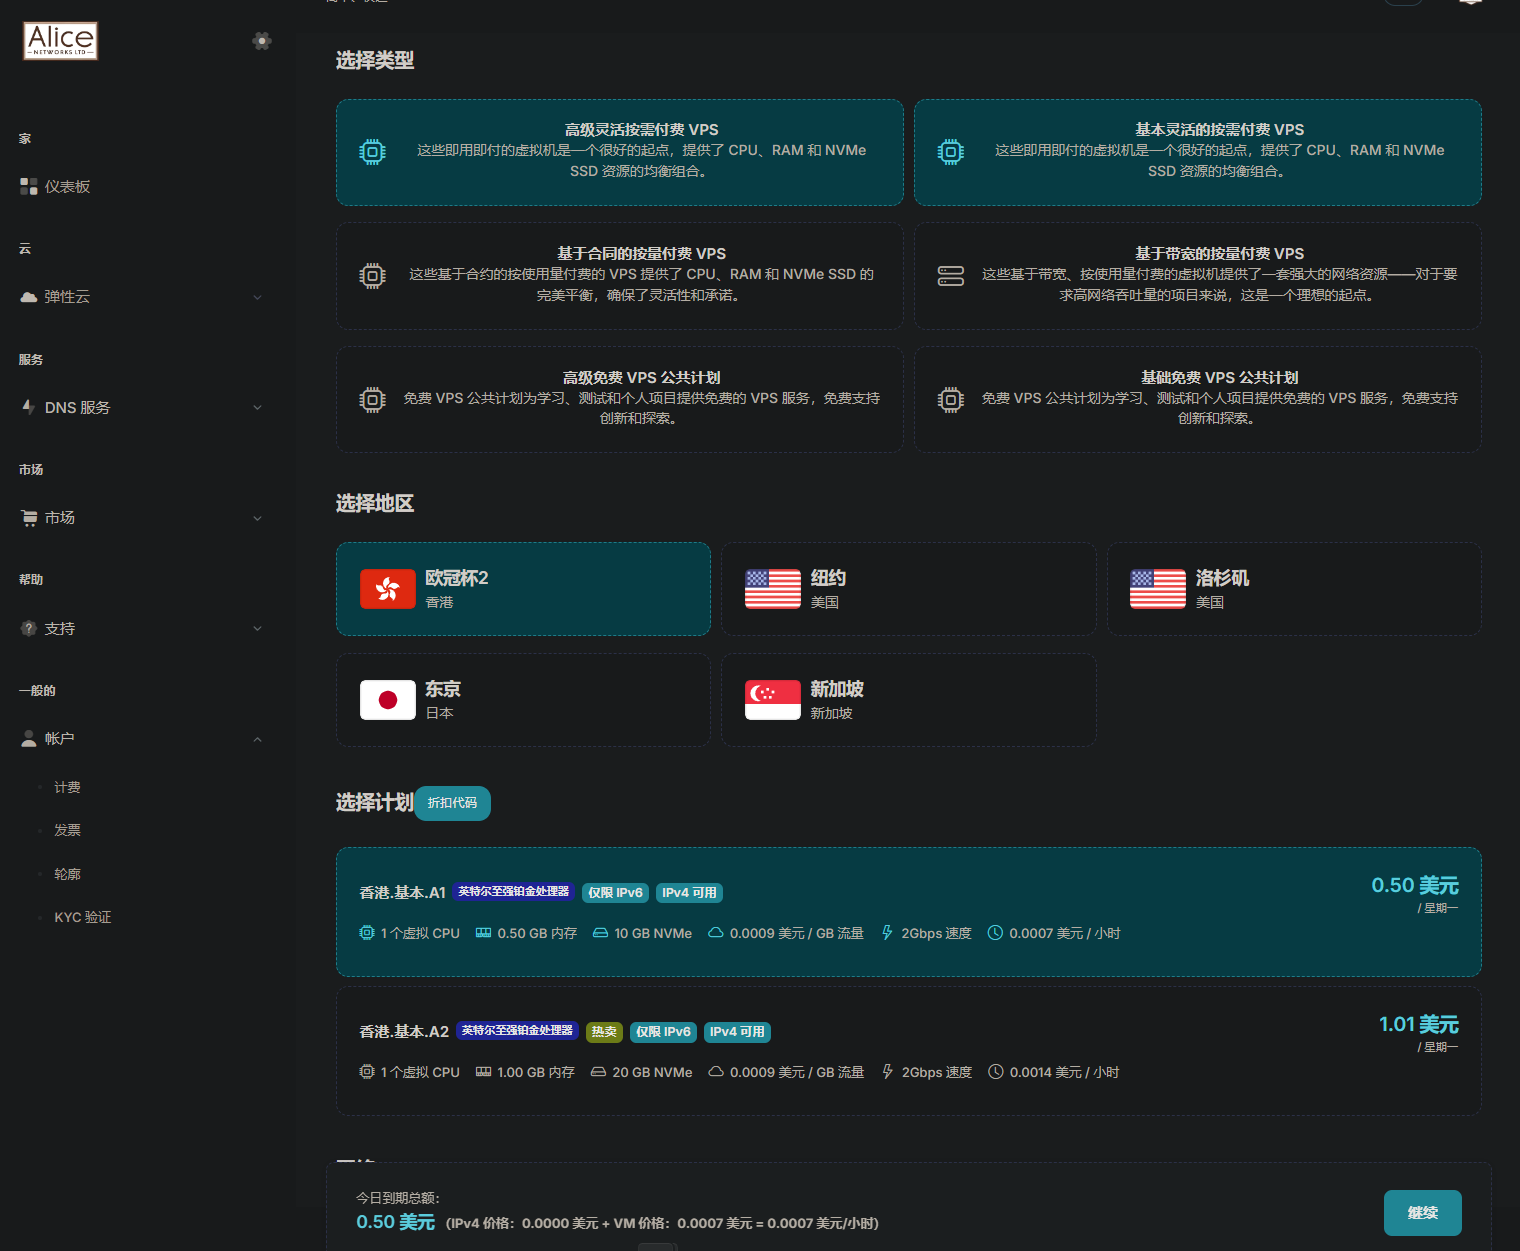 Alice
NETWORKS LTD
家
仪表板
云
弹性云
服务
DNS 服务
市场
市场
帮助
支持
一般的
帐户
计费
发票
轮廓
KYC 验证
选择类型
高级灵活按需付费 VPS
这些即用即付的虚拟机是一个很好的起点，提供了 CPU、RAM 和 NVMe
SSD 资源的均衡组合。
基本灵活的按需付费 VPS
这些即用即付的虚拟机是一个很好的起点，提供了 CPU、RAM 和 NVMe
SSD 资源的均衡组合。
基于合同的按量付费 VPS
这些基于合约的按使用量付费的 VPS 提供了 CPU、RAM 和 NVMe SSD 的
完美平衡，确保了灵活性和承诺。
基于带宽的按量付费 VPS
这些基于带宽、按使用量付费的虚拟机提供了一套强大的网络资源——对于要
求高网络吞吐量的项目来说，这是一个理想的起点。
高级免费 VPS 公共计划
免费 VPS 公共计划为学习、测试和个人项目提供免费的 VPS 服务，免费支持
创新和探索。
基础免费 VPS 公共计划
免费 VPS 公共计划为学习、测试和个人项目提供免费的 VPS 服务，免费支持
创新和探索。
选择地区
欧冠杯2
香港
纽约
美国
洛杉矶
美国
东京
日本
新加坡
新加坡
选择计划 折扣代码
香港.基本.A1 英特尔至强铂金处理器 仅限 IPv6 IPv4 可用
0.50 美元
/ 星期一
1 个虚拟 CPU 0.50 GB 内存 10 GB NVMe 0.0009 美元 / GB 流量 2Gbps 速度 0.0007 美元 / 小时
香港.基本.A2 英特尔至强铂金处理器 热卖 仅限 IPv6 IPv4 可用
1.01 美元
/ 星期一
1 个虚拟 CPU 1.00 GB 内存 20 GB NVMe 0.0009 美元 / GB 流量 2Gbps 速度 0.0014 美元 / 小时
今日到期总额：
0.50 美元 (IPv4 价格：0.0000 美元 + VM 价格：0.0007 美元 = 0.0007 美元/小时)
继续